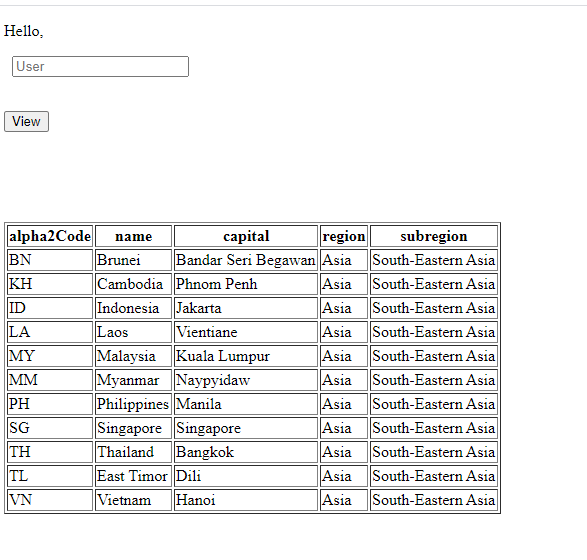 Hello,
User
View
alpha2Code name capital region subregion
BN Brunei Bandar Seri Begawan Asia South-Eastern Asia
KH Cambodia Phnom Penh Asia South-Eastern Asia
ID Indonesia Jakarta Asia South-Eastern Asia
LA Laos Vientiane Asia South-Eastern Asia
MY Malaysia Kuala Lumpur Asia South-Eastern Asia
MM Myanmar Naypyidaw Asia South-Eastern Asia
PH Philippines Manila Asia South-Eastern Asia
SG Singapore Singapore Asia South-Eastern Asia
TH Thailand Bangkok Asia South-Eastern Asia
TL East Timor Dili Asia South-Eastern Asia
VN Vietnam Hanoi Asia South-Eastern Asia